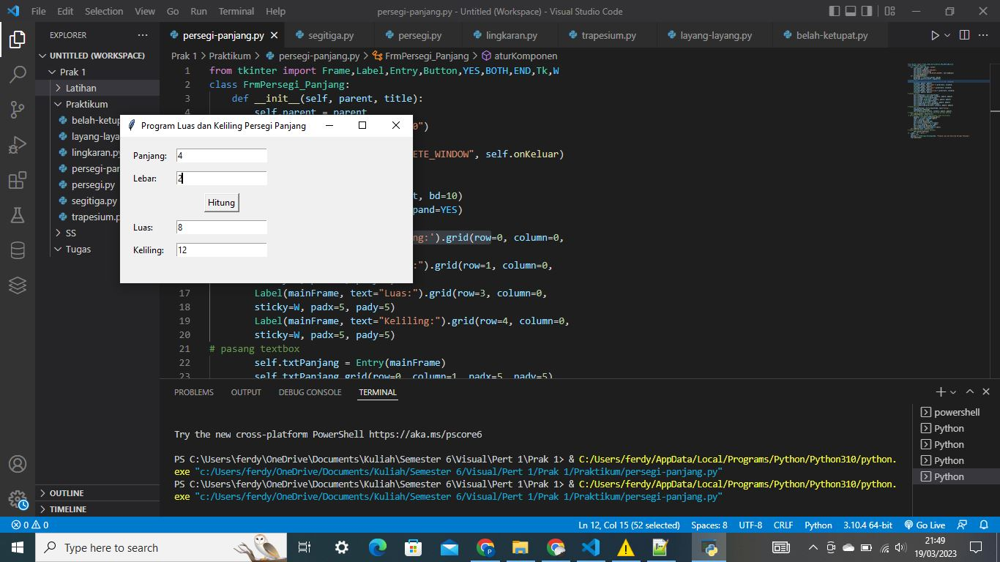 File Edit Selection View Go Run Terminal Help
persegi-panjang.py - Untitled (Workspace) - Visual Studio Code
EXPLORER
UNTITLED (WORKSPACE)
Prak 1
Latihan
Praktikum
belah-ketup
layang-laya
lingkaran.py
persegi-pan
persegi.py
segitiga.py
trapesium.p
SS
Tugas
OUTLINE
TIMELINE
persegi-panjang.py segitiga.py persegi.py lingkaran.py trapesium.py layang-layang.py belah-ketupat.py
Prak 1 > Praktikum > persegi-panjang.py > FrmPersegi_Panjang > aturKomponen
1 from tkinter import Frame,Label,Entry,Button,YES,BOTH,END,Tk,W
2 class FrmPersegi_Panjang:
3 def __init__(self, parent, title):
4 self.parent = parent
0")
ETE_WINDOW", self.onKeluar)
t, bd=10)
pand=YES)
ng:').grid(row=0, column=0,
:").grid(row=1, column=0,
17 Label(mainFrame, text="Luas:").grid(row=3, column=0,
18 sticky=W, padx=5, pady=5)
19 Label(mainFrame, text="Keliling:").grid(row=4, column=0,
20 sticky=W, padx=5, pady=5)
21 # pasang textbox
22 self.txtPanjang = Entry(mainFrame)
23 self.txtPanjang.grid(row=0, column=1, padx=5, pady=5)
Program Luas dan Keliling Persegi Panjang
Panjang: 4
Lebar: 2
Hitung
Luas: 8
Keliling: 12
PROBLEMS OUTPUT DEBUG CONSOLE TERMINAL
Try the new cross-platform PowerShell https://aka.ms/pscore6
PS C:\Users\ferdy\OneDrive\Documents\Kuliah\Semester 6\Visual\Pert 1\Prak 1> & C:/Users/ferdy/AppData/Local/Programs/Python/Python310/python.
exe "c:/Users/ferdy/OneDrive/Documents/Kuliah/Semester 6/Visual/Pert 1/Prak 1/Praktikum/persegi-panjang.py"
PS C:\Users\ferdy\OneDrive\Documents\Kuliah\Semester 6\Visual\Pert 1\Prak 1> & C:/Users/ferdy/AppData/Local/Programs/Python/Python310/python.
exe "c:/Users/ferdy/OneDrive/Documents/Kuliah/Semester 6/Visual/Pert 1/Prak 1/Praktikum/persegi-panjang.py"
powershell
Python
Python
Python
Python
0 0
Ln 12, Col 15 (52 selected) Spaces: 8 UTF-8 CRLF Python 3.10.4 64-bit Go Live
Type here to search
21:49
19/03/2023